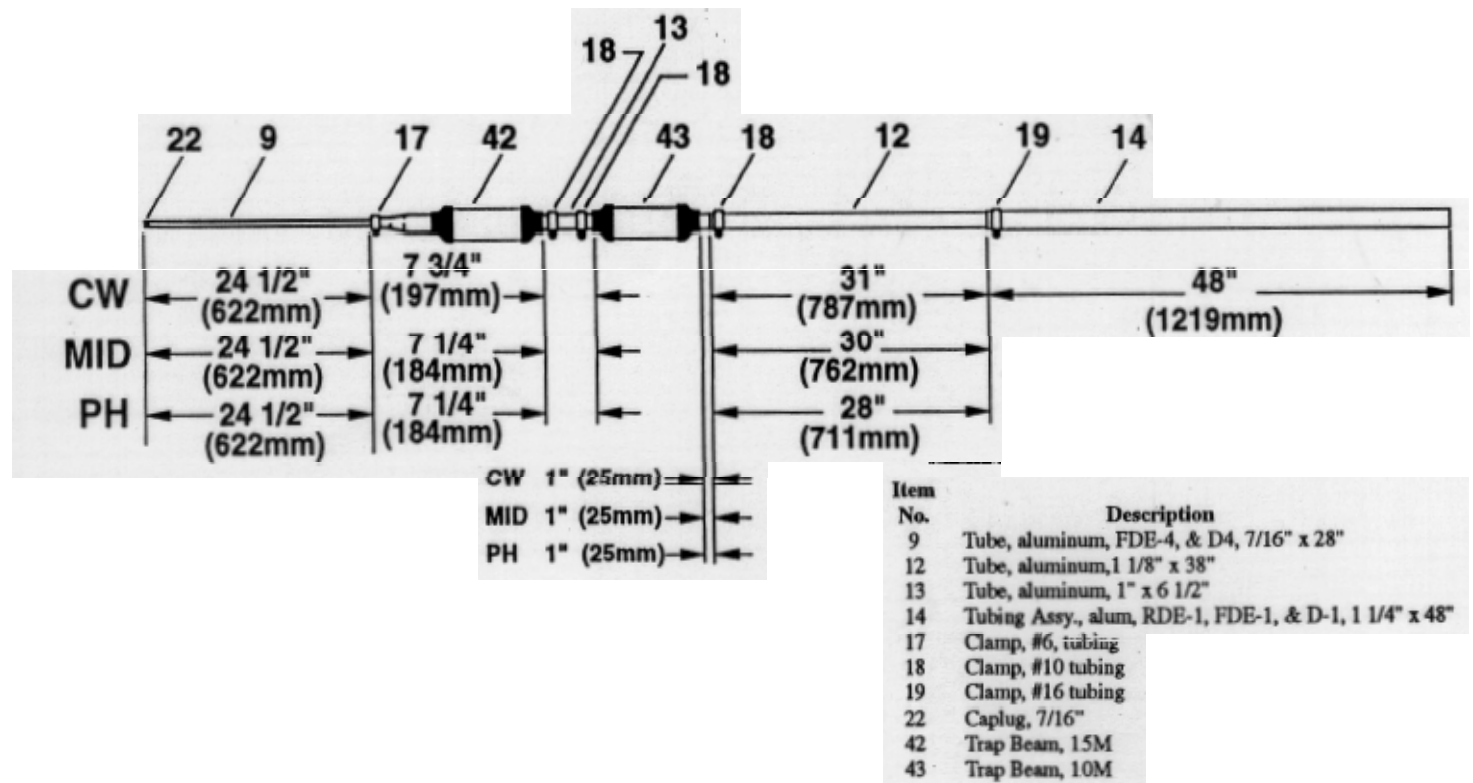 13
18
18
22 9 17 42 43 18 12 19 14
CW 24 1/2" 7 3/4" 31" 48"
(622mm) (197mm) (787mm) (1219mm)
MID 24 1/2" 7 1/4" 30"
(622mm) (184mm) (762mm)
PH 24 1/2" 7 1/4" 28"
(622mm) (184mm) (711mm)
CW 1" (25mm)
MID 1" (25mm)
PH 1" (25mm)
Item
No. Description
9 Tube, aluminum, FDE-4, & D4, 7/16" x 28"
12 Tube, aluminum,1 1/8" x 38"
13 Tube, aluminum, 1" x 6 1/2"
14 Tubing Assy., alum, RDE-1, FDE-1, & D-1, 1 1/4" x 48"
17 Clamp, #6, tubing
18 Clamp, #10 tubing
19 Clamp, #16 tubing
22 Caplug, 7/16"
42 Trap Beam, 15M
43 Trap Beam, 10M